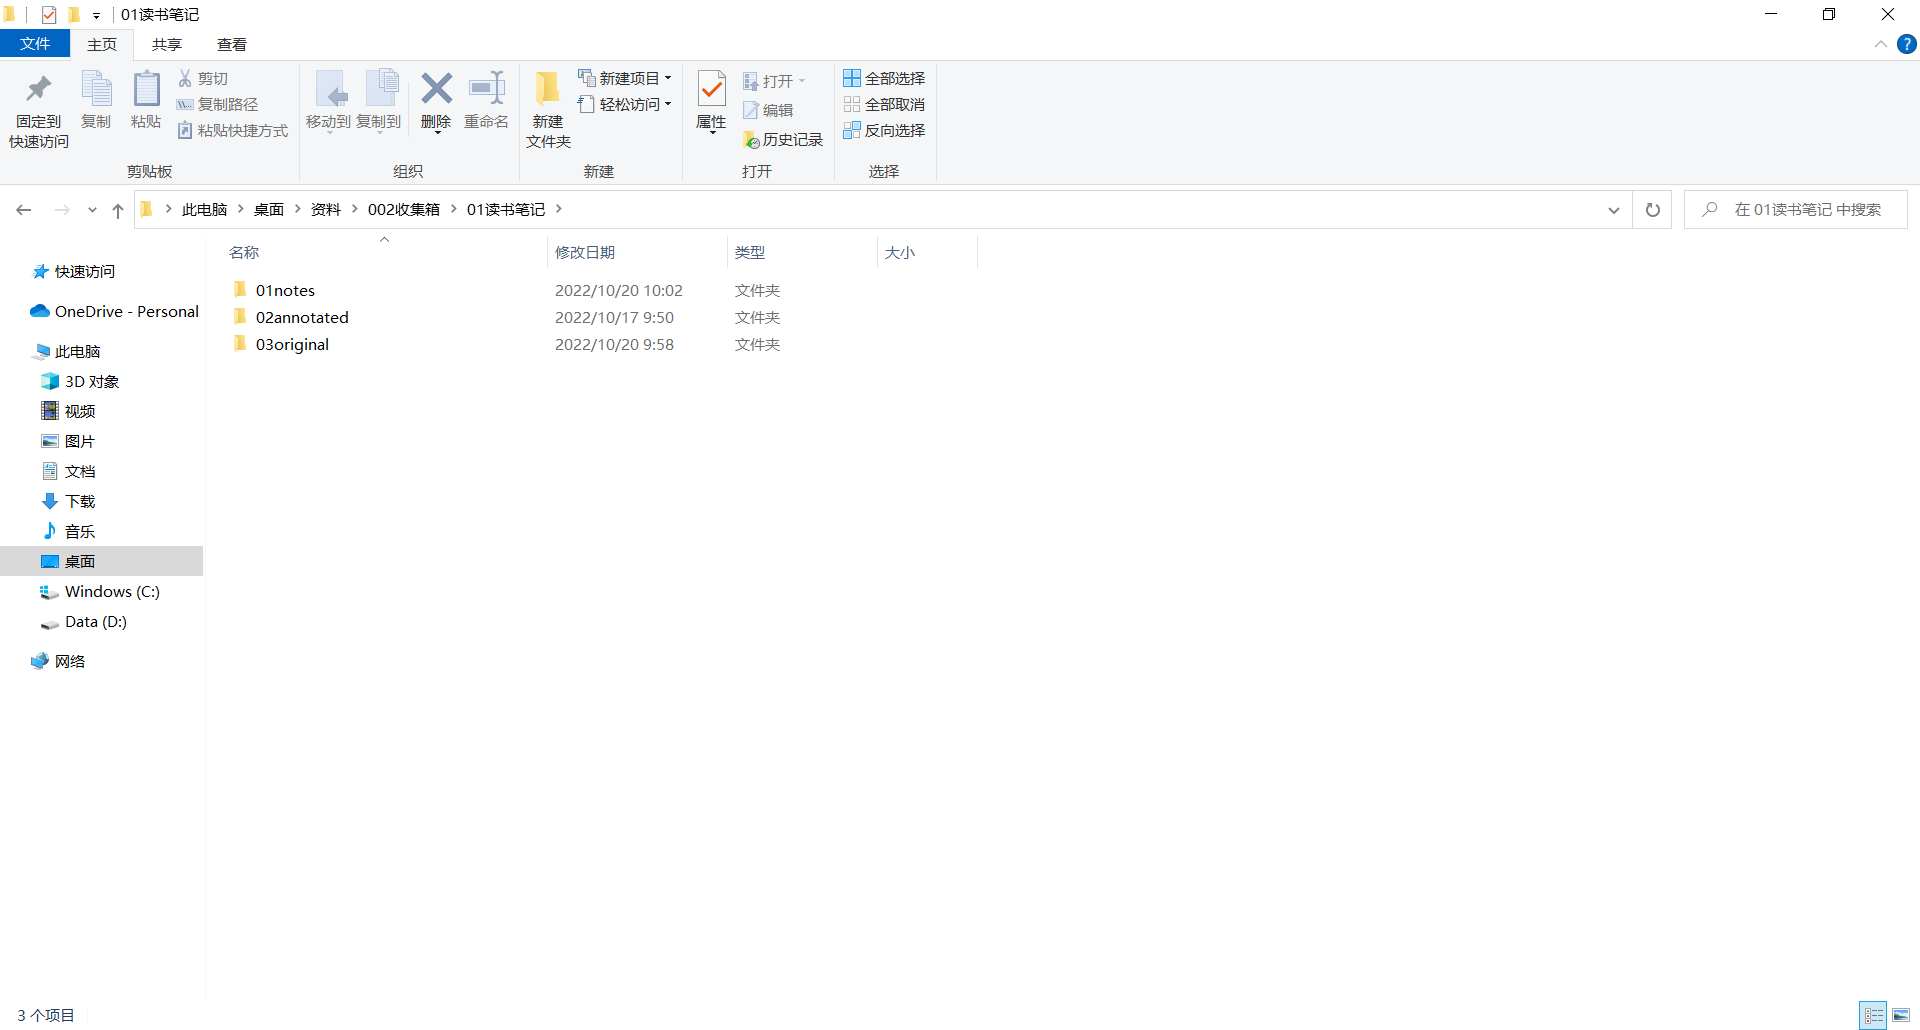 01读书笔记
文件
主页
共享
查看
?
固定到
快速访问
复制
粘贴
剪切
复制路径
粘贴快捷方式
剪贴板
移动到
复制到
删除
重命名
组织
新建
文件夹
新建项目
轻松访问
新建
属性
打开
编辑
历史记录
打开
全部选择
全部取消
反向选择
选择
此电脑 桌面 资料 002收集箱 01读书笔记
在 01读书笔记 中搜索
名称 修改日期 类型 大小
01notes 2022/10/20 10:02 文件夹
02annotated 2022/10/17 9:50 文件夹
03original 2022/10/20 9:58 文件夹
快速访问
OneDrive - Personal
此电脑
3D 对象
视频
图片
文档
下载
音乐
桌面
Windows (C:)
Data (D:)
网络
3 个项目